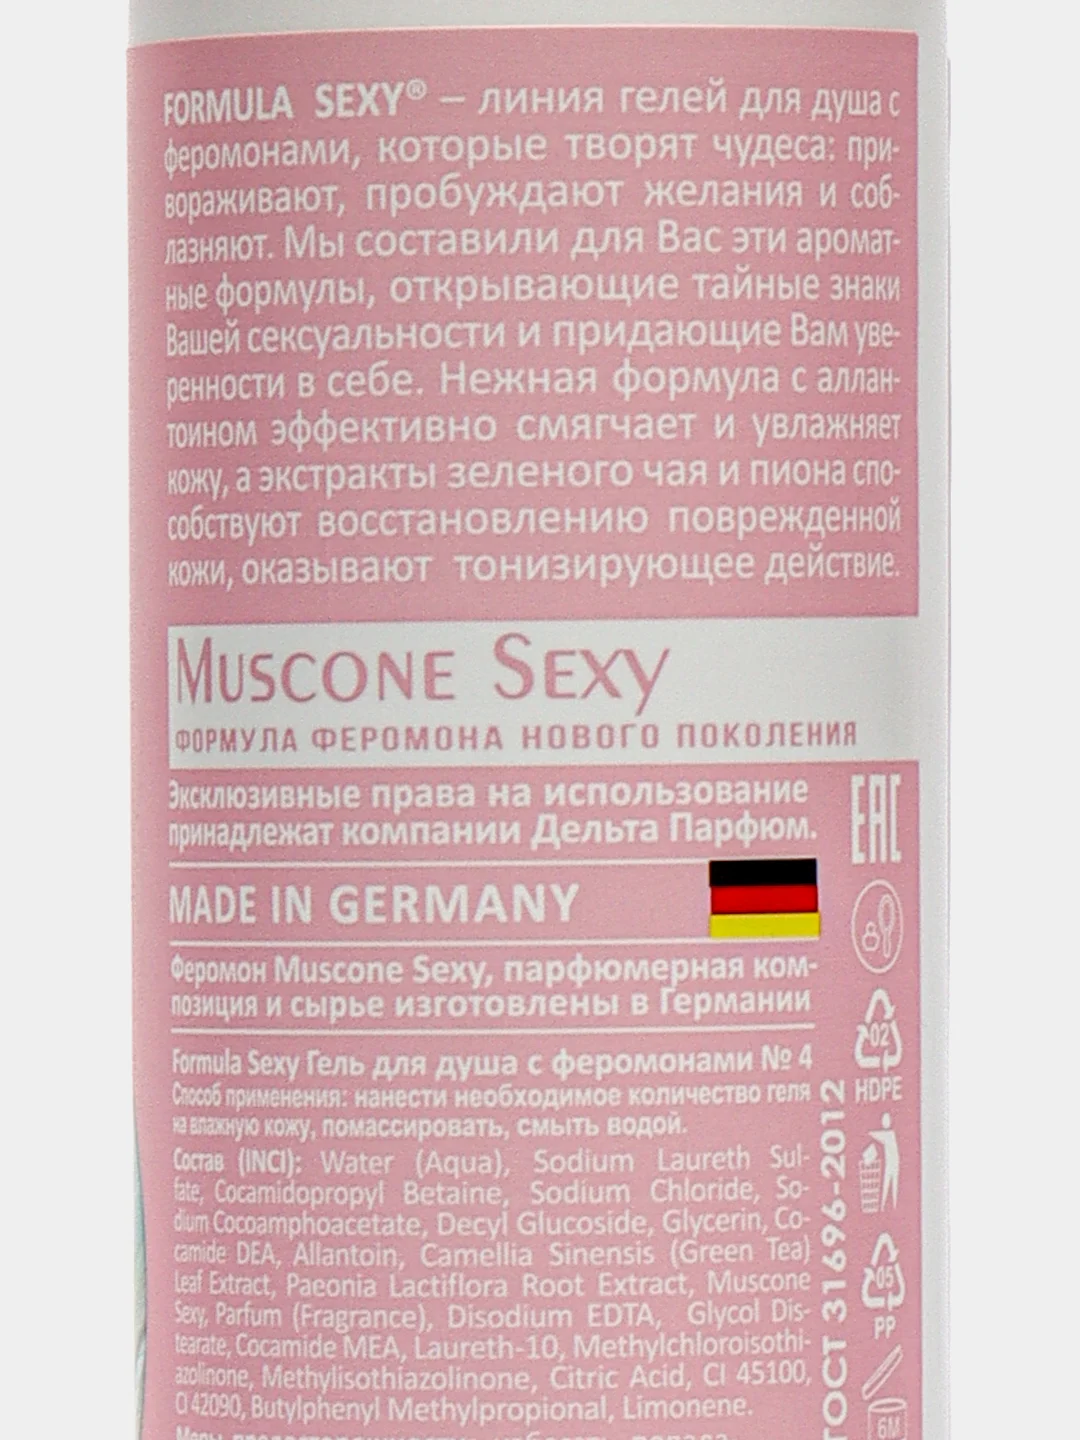 FORMULA SEXY® – линия гелей для душа с
феромонами, которые творят чудеса: при-
вораживают, пробуждают желания и соб-
лазняют. Мы составили для Вас эти аромат-
ные формулы, открывающие тайные знаки
Вашей сексуальности и придающие Вам уве-
ренности в себе. Нежная формула с аллан-
тоином эффективно смягчает и увлажняет
кожу, а экстракты зеленого чая и пиона спо-
собствуют восстановлению поврежденной
кожи, оказывают тонизирующее действие.
MUSCONE SEXY
ФОРМУЛА ФЕРОМОНА НОВОГО ПОКОЛЕНИЯ
Эксклюзивные права на использование
принадлежат компании Дельта Парфюм.
EAC
MADE IN GERMANY
Феромон Muscone Sexy, парфюмерная ком-
позиция и сырье изготовлены в Германии
Formula Sexy Гель для душа с феромонами № 4
Способ применения: нанести необходимое количество геля
на влажную кожу, помассировать, смыть водой.
Состав (INCI): Water (Aqua), Sodium Laureth Sul-
fate, Cocamidopropyl Betaine, Sodium Chloride, So-
dium Cocoamphoacetate, Decyl Glucoside, Glycerin, Co-
camide DEA, Allantoin, Camellia Sinensis (Green Tea)
Leaf Extract, Paeonia Lactiflora Root Extract, Muscone
Sexy, Parfum (Fragrance), Disodium EDTA, Glycol Dis-
tearate, Cocamide MEA, Laureth-10, Methylchloroisothi-
azolinone, Methylisothiazolinone, Citric Acid, CI 45100,
CI 42090, Butylphenyl Methylpropional, Limonene.
02
HDPE
05
PP
6M
ГОСТ 31696-2012